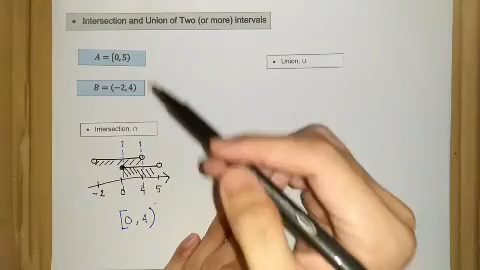 • Intersection and Union of Two (or more) intervals
A = [0,5)
B = (−2,4)
• Intersection, ∩
-2 0 4 5
[0,4)
• Union, ∪